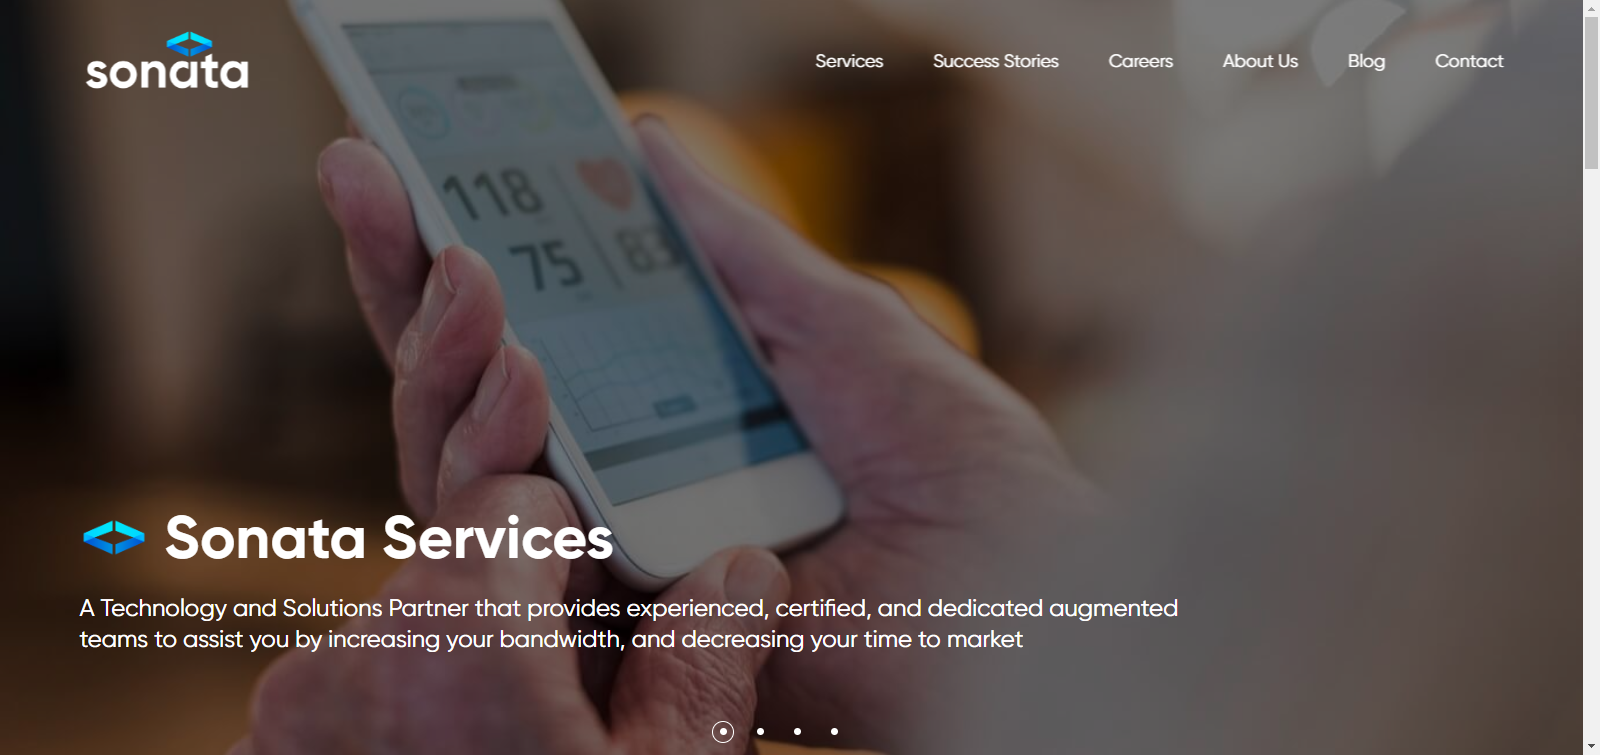 sonata
Services
Success Stories
Careers
About Us
Blog
Contact
118
75
83
Sonata Services
A Technology and Solutions Partner that provides experienced, certified, and dedicated augmented
teams to assist you by increasing your bandwidth, and decreasing your time to market